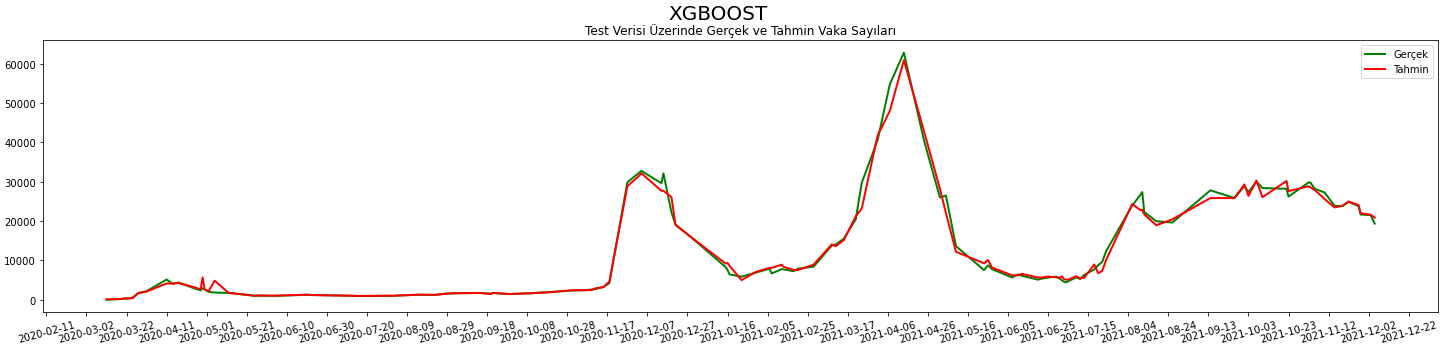 XGBOOST
Test Verisi Üzerinde Gerçek ve Tahmin Vaka Sayıları
Gerçek
Tahmin
60000
50000
40000
30000
20000
10000
0
2020-02-11 2020-03-02 2020-03-22 2020-04-11 2020-05-01 2020-05-21 2020-06-10 2020-06-30 2020-07-20 2020-08-09 2020-08-29 2020-09-18 2020-10-08 2020-10-28 2020-11-17 2020-12-07 2020-12-27 2021-01-16 2021-02-05 2021-02-25 2021-03-17 2021-04-06 2021-04-26 2021-05-16 2021-06-05 2021-06-25 2021-07-15 2021-08-04 2021-08-24 2021-09-13 2021-10-03 2021-10-23 2021-11-12 2021-12-02 2021-12-22